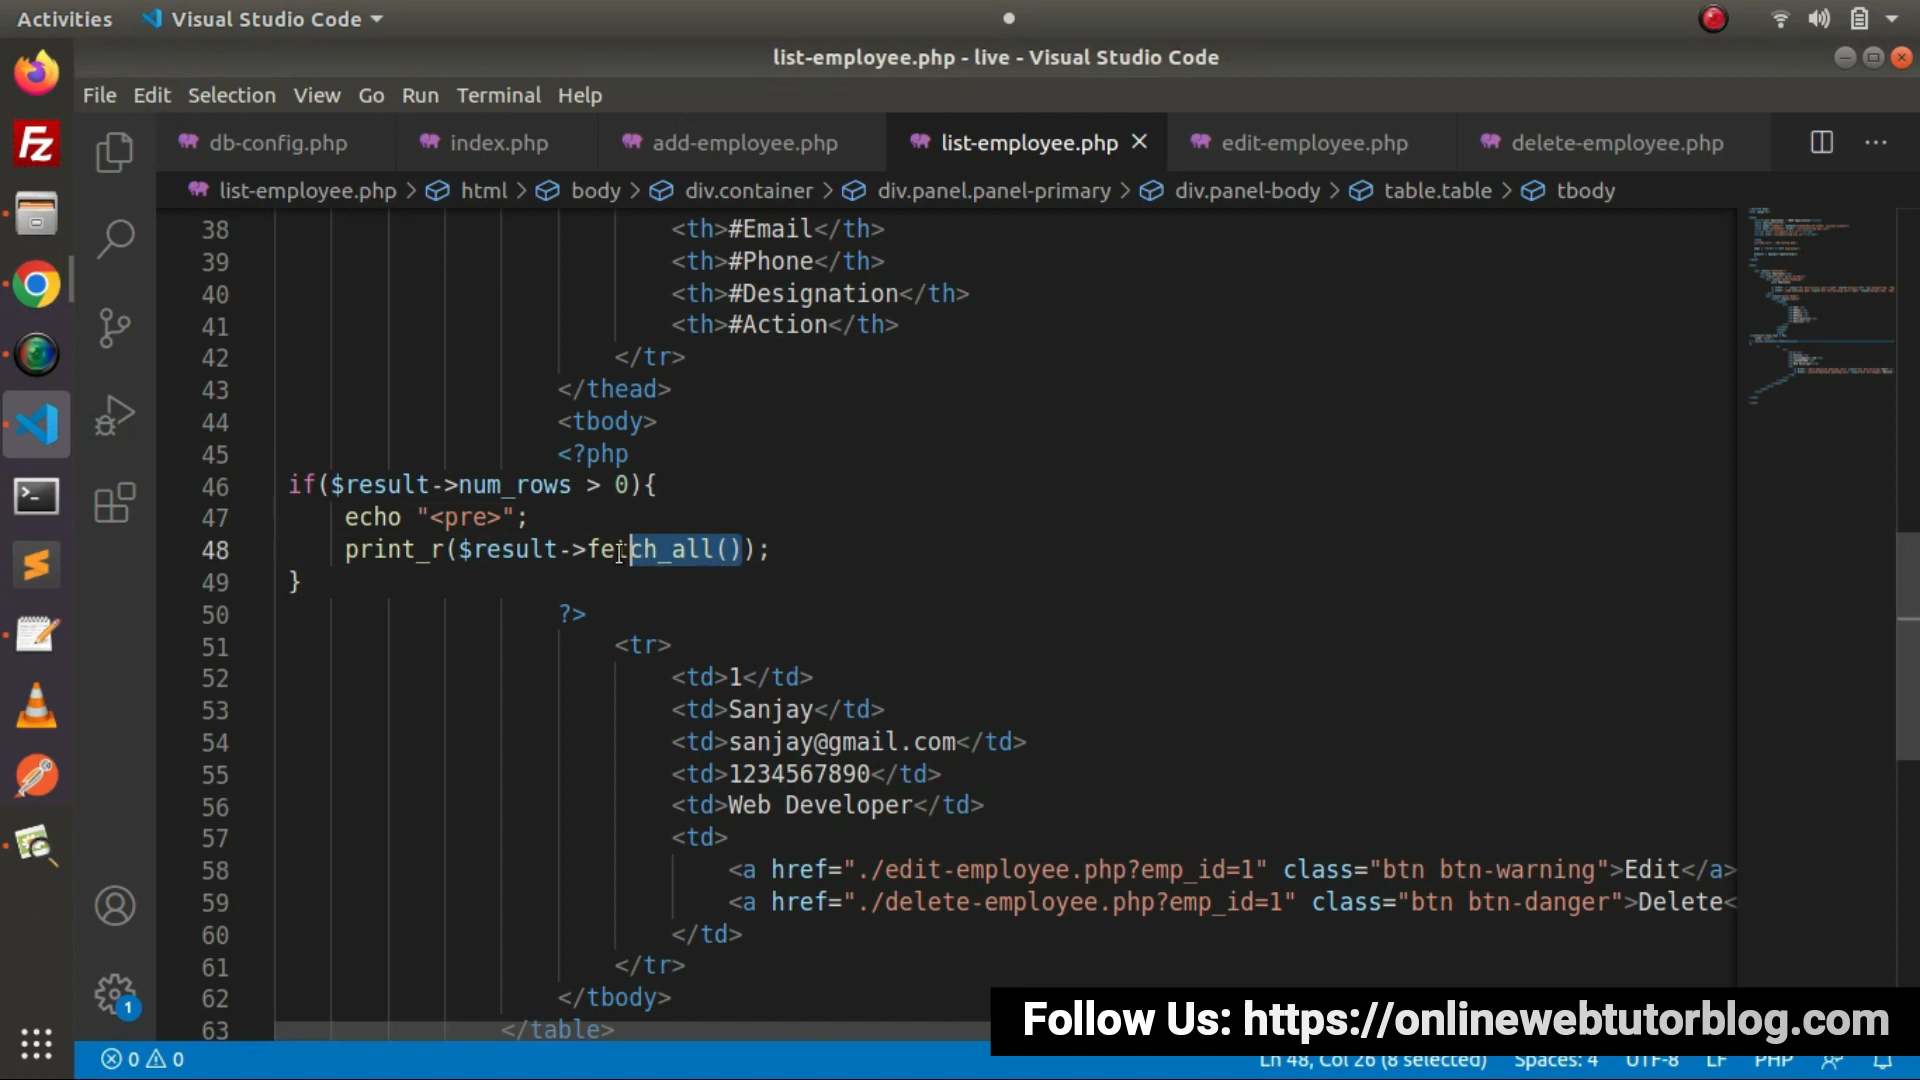 Activities Visual Studio Code
list-employee.php - live - Visual Studio Code
File Edit Selection View Go Run Terminal Help
db-config.php index.php add-employee.php list-employee.php edit-employee.php delete-employee.php
list-employee.php > html > body > div.container > div.panel.panel-primary > div.panel-body > table.table > tbody
38 <th>#Email</th>
39 <th>#Phone</th>
40 <th>#Designation</th>
41 <th>#Action</th>
42 </tr>
43 </thead>
44 <tbody>
45 <?php
46 if($result->num_rows > 0){
47 echo "<pre>";
48 print_r($result->fetch_all());
49 }
50 ?>
51 <tr>
52 <td>1</td>
53 <td>Sanjay</td>
54 <td>sanjay@gmail.com</td>
55 <td>1234567890</td>
56 <td>Web Developer</td>
57 <td>
58 <a href="./edit-employee.php?emp_id=1" class="btn btn-warning">Edit</a>
59 <a href="./delete-employee.php?emp_id=1" class="btn btn-danger">Delete<
60 </td>
61 </tr>
62 </tbody>
63 </table>
Follow Us: https://onlinewebtutorblog.com
1
0 0 Ln 48, Col 26 (8 selected) Spaces: 4 UTF-8 LF PHP